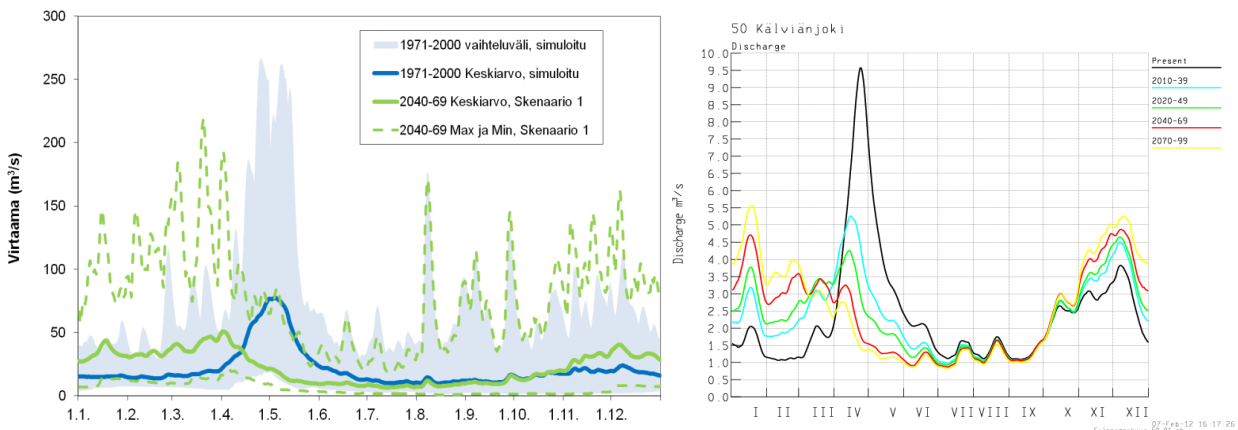 300
250
200
150
100
50
0
Virtaama (m³/s)
1971-2000 vaihteluväli, simuloitu
1971-2000 Keskiarvo, simuloitu
2040-69 Keskiarvo, Skenaario 1
2040-69 Max ja Min, Skenaario 1
1.1. 1.2. 1.3. 1.4. 1.5. 1.6. 1.7. 1.8. 1.9. 1.10. 1.11. 1.12.
50 Kälviänjoki
Discharge
10.0
9.5
9.0
8.5
8.0
7.5
7.0
6.5
6.0
5.5
5.0
4.5
4.0
3.5
3.0
2.5
2.0
1.5
1.0
0.5
0.0
Discharge m³/s
Present
2010-39
2020-49
2040-69
2070-99
I II III IV V VI VII VIII IX X XI XII
07-Feb-12 16:17:26